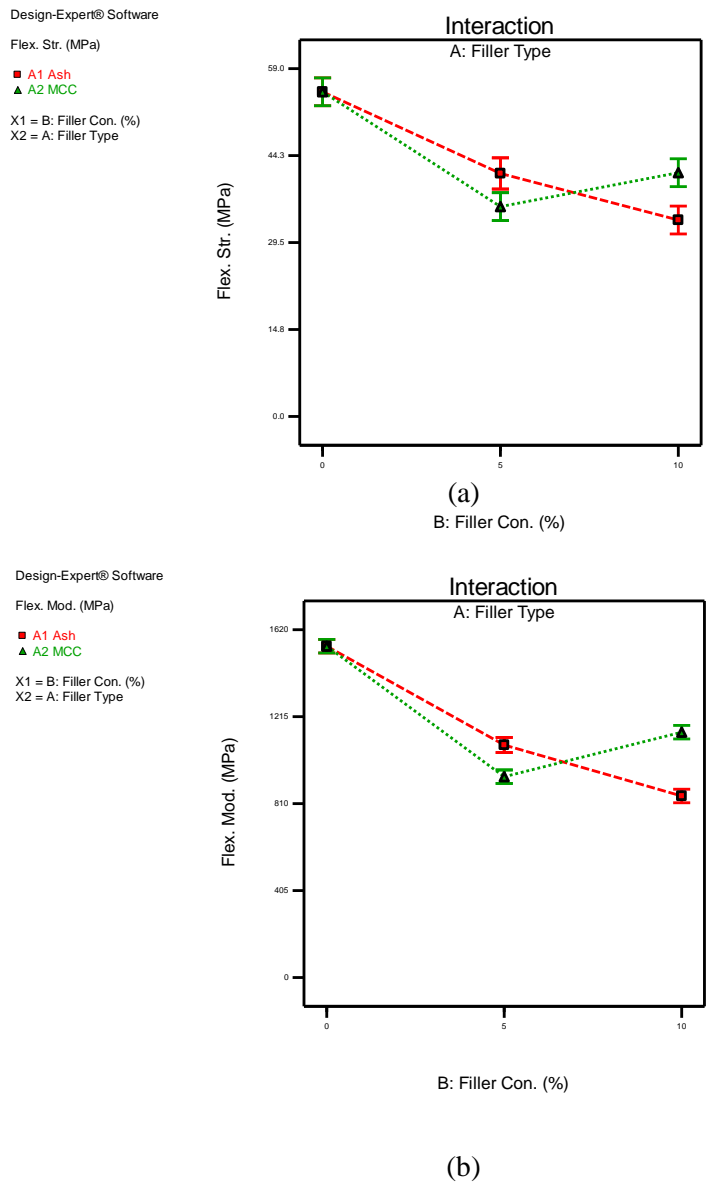 Design-Expert® Software
Flex. Str. (MPa)
A1 Ash
A2 MCC
X1 = B: Filler Con. (%)
X2 = A: Filler Type
Interaction
A: Filler Type
59.0
44.3
29.5
14.8
0.0
Flex. Str. (MPa)
0
5
10
(a)
B: Filler Con. (%)
Design-Expert® Software
Flex. Mod. (MPa)
A1 Ash
A2 MCC
X1 = B: Filler Con. (%)
X2 = A: Filler Type
Interaction
A: Filler Type
1620
1215
810
405
0
Flex. Mod. (MPa)
0
5
10
B: Filler Con. (%)
(b)